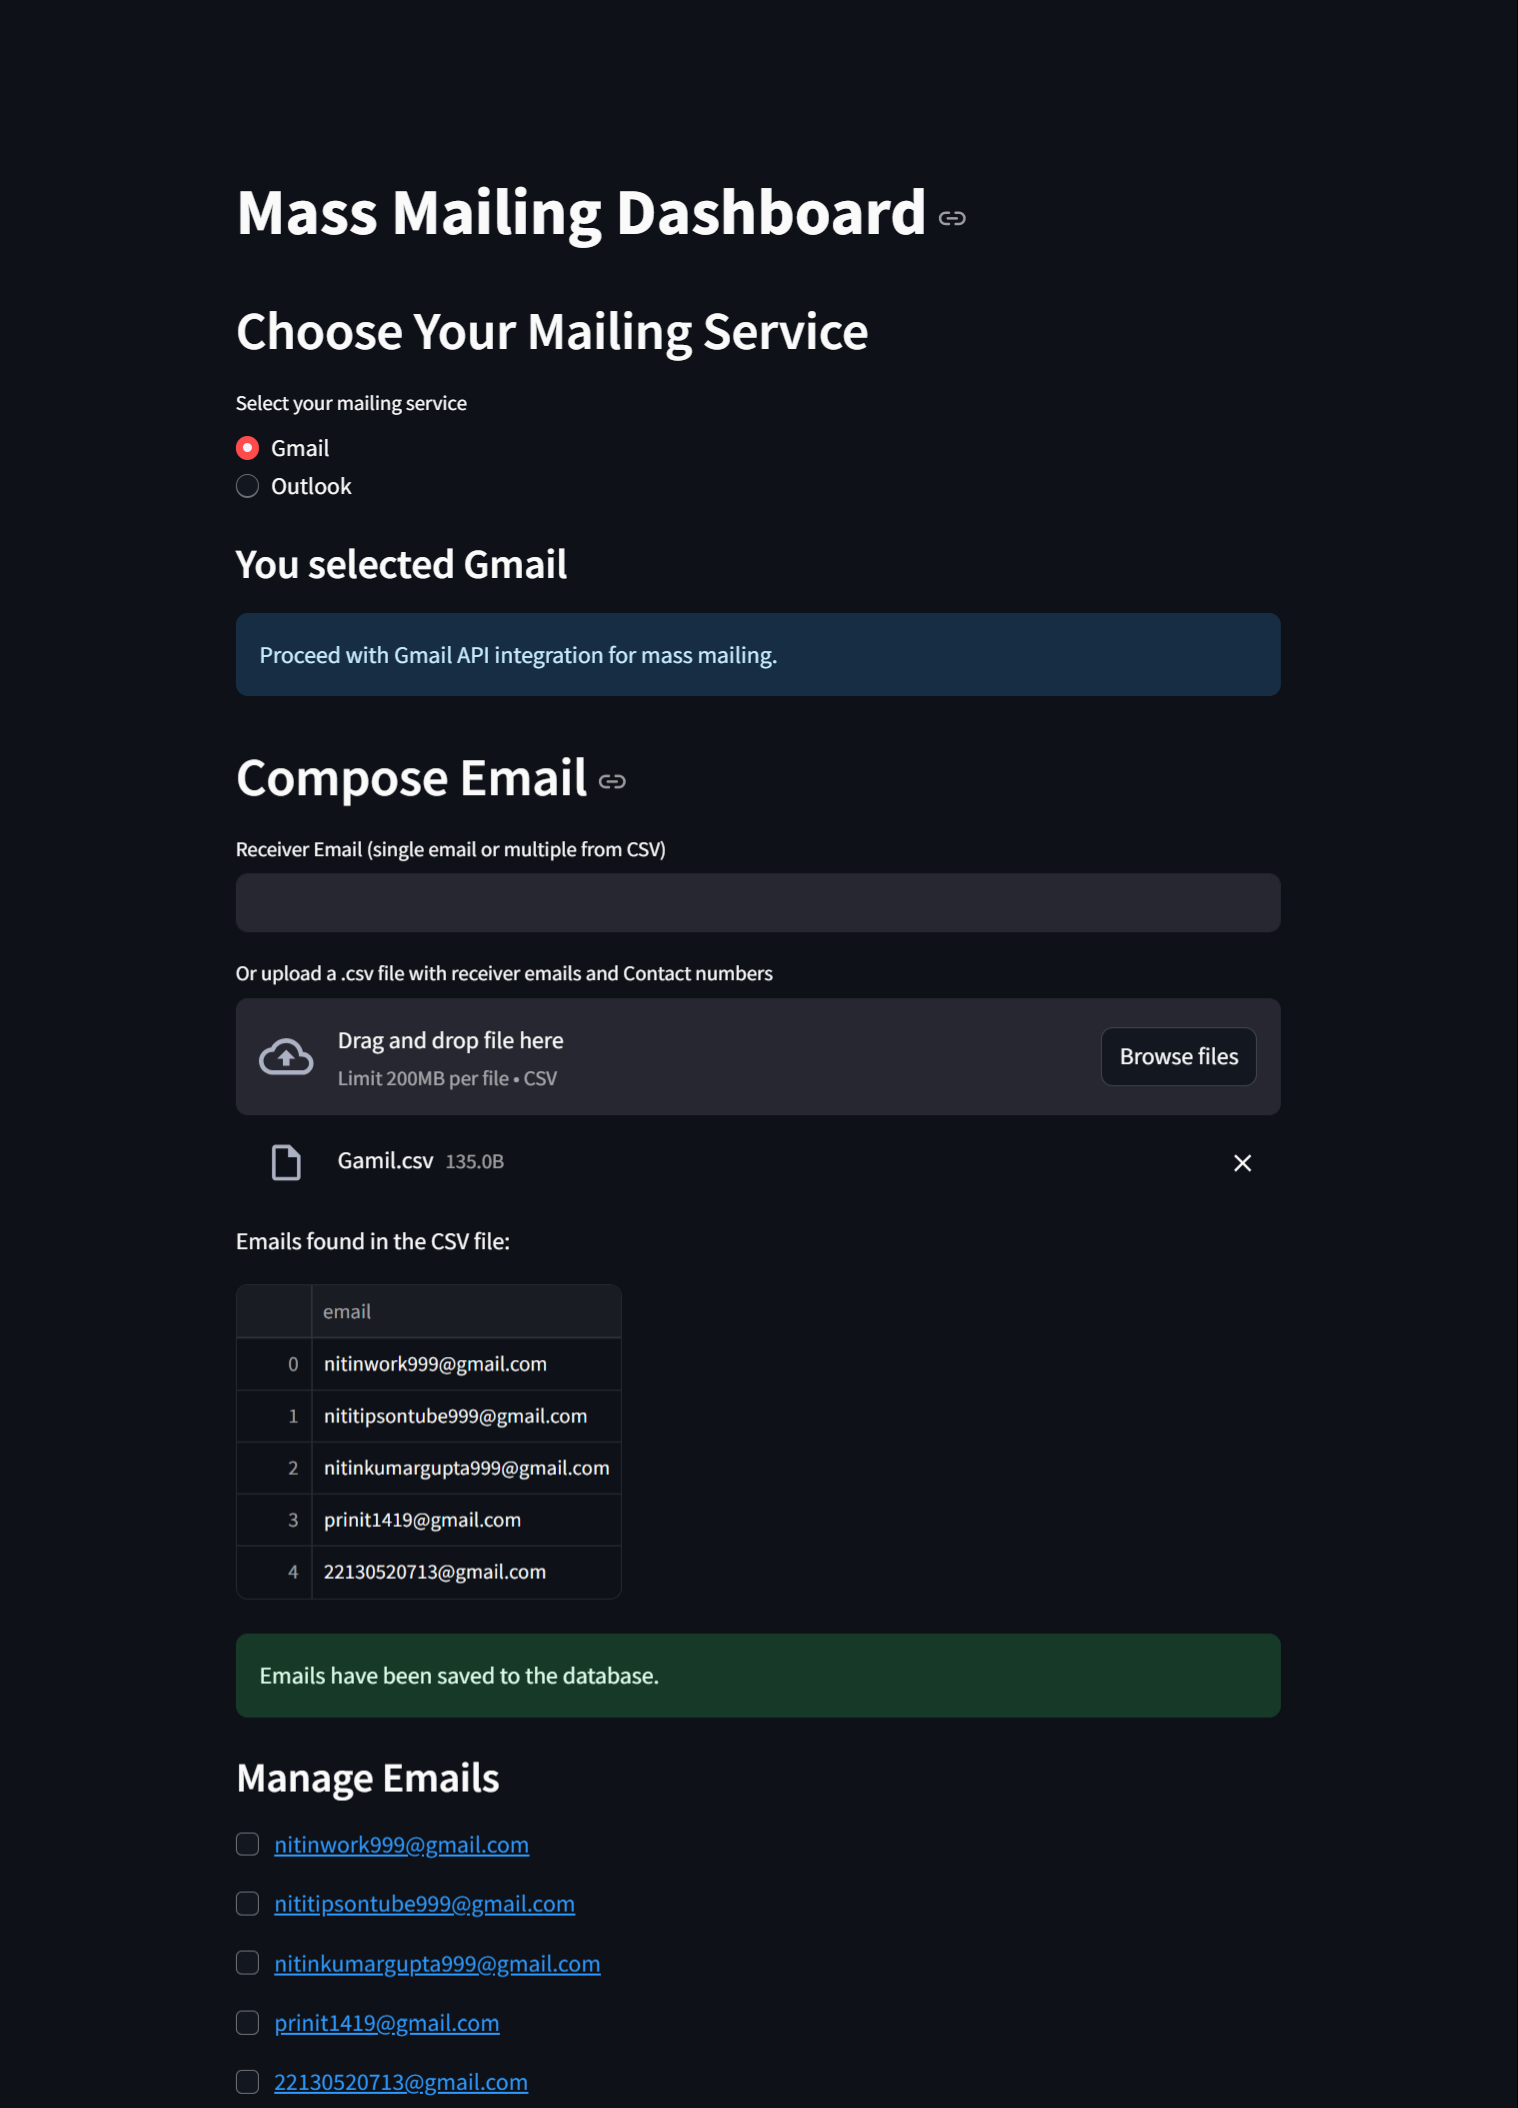 Mass Mailing Dashboard
Choose Your Mailing Service
Select your mailing service
Gmail
Outlook
You selected Gmail
Proceed with Gmail API integration for mass mailing.
Compose Email
Receiver Email (single email or multiple from CSV)
Or upload a .csv file with receiver emails and Contact numbers
Drag and drop file here
Limit 200MB per file • CSV
Browse files
Gamil.csv 135.0B
Emails found in the CSV file:
email
0 nitinwork999@gmail.com
1 nititipsontube999@gmail.com
2 nitinkumargupta999@gmail.com
3 prinit1419@gmail.com
4 22130520713@gmail.com
Emails have been saved to the database.
Manage Emails
nitinwork999@gmail.com
nititipsontube999@gmail.com
nitinkumargupta999@gmail.com
prinit1419@gmail.com
22130520713@gmail.com